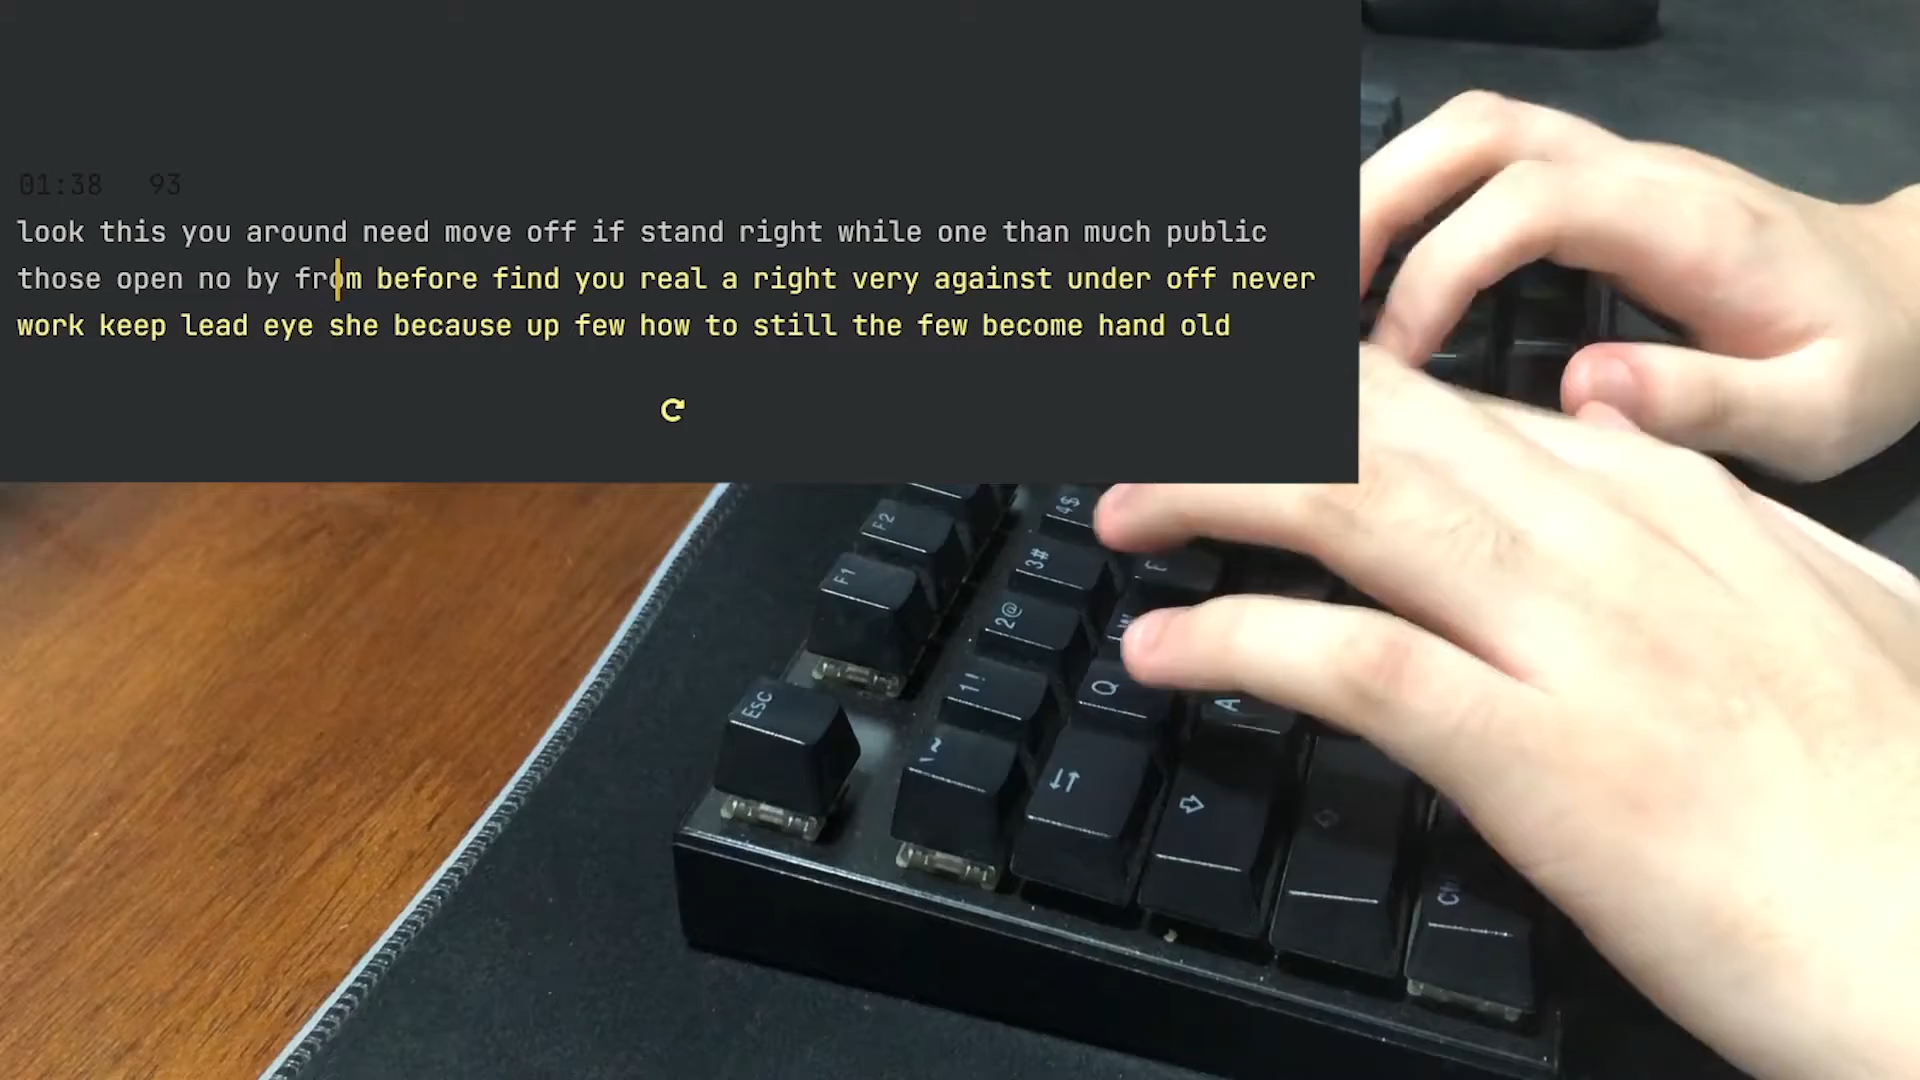 01:38 93
look this you around need move off if stand right while one than much public
those open no by from before find you real a right very against under off never
work keep lead eye she because up few how to still the few become hand old
F2
F1
Esc
4$
3#
2@
1!
~
Q
A